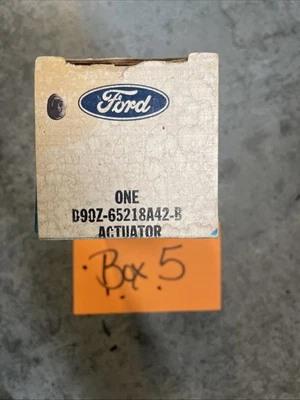 Ford
ONE
D9OZ-65218A42-B
ACTUATOR
Box 5